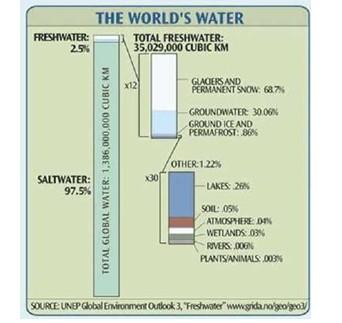 THE WORLD'S WATER
FRESHWATER:
2.5%
TOTAL FRESHWATER:
35,029,000 CUBIC KM
x12
GLACIERS AND
PERMANENT SNOW: 68.7%
GROUNDWATER: 30.06%
GROUND ICE AND
PERMAFROST: .86%
TOTAL GLOBAL WATER: 1,386,000,000 CUBIC KM
SALTWATER:
97.5%
OTHER: 1.22%
x30
LAKES: .26%
SOIL: .05%
ATMOSPHERE: .04%
WETLANDS: .03%
RIVERS: .006%
PLANTS/ANIMALS: .003%
SOURCE: UNEP Global Environment Outlook 3, "Freshwater" www.grida.no/geo/geo3/